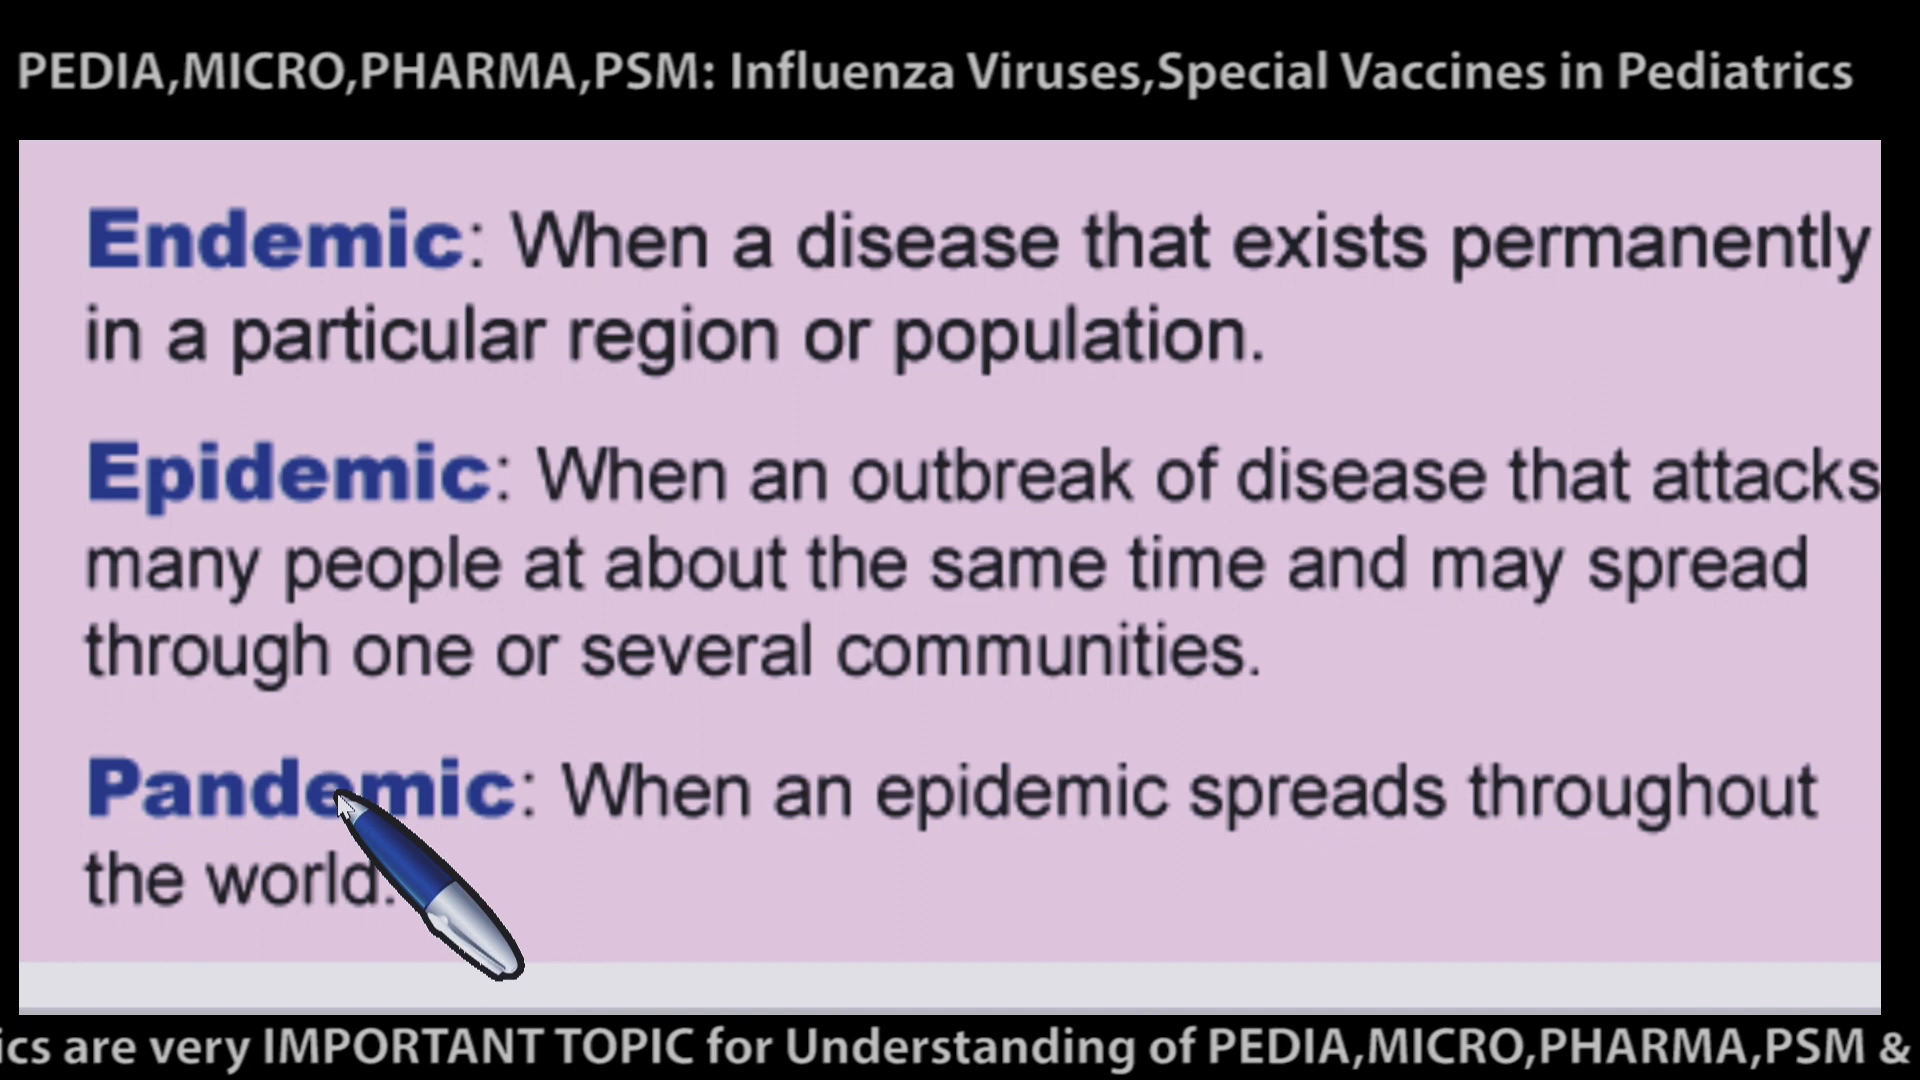 PEDIA,MICRO,PHARMA,PSM: Influenza Viruses,Special Vaccines in Pediatrics
Endemic: When a disease that exists permanently
in a particular region or population.
Epidemic: When an outbreak of disease that attacks
many people at about the same time and may spread
through one or several communities.
Pandemic: When an epidemic spreads throughout
the world.
ics are very IMPORTANT TOPIC for Understanding of PEDIA,MICRO,PHARMA,PSM &